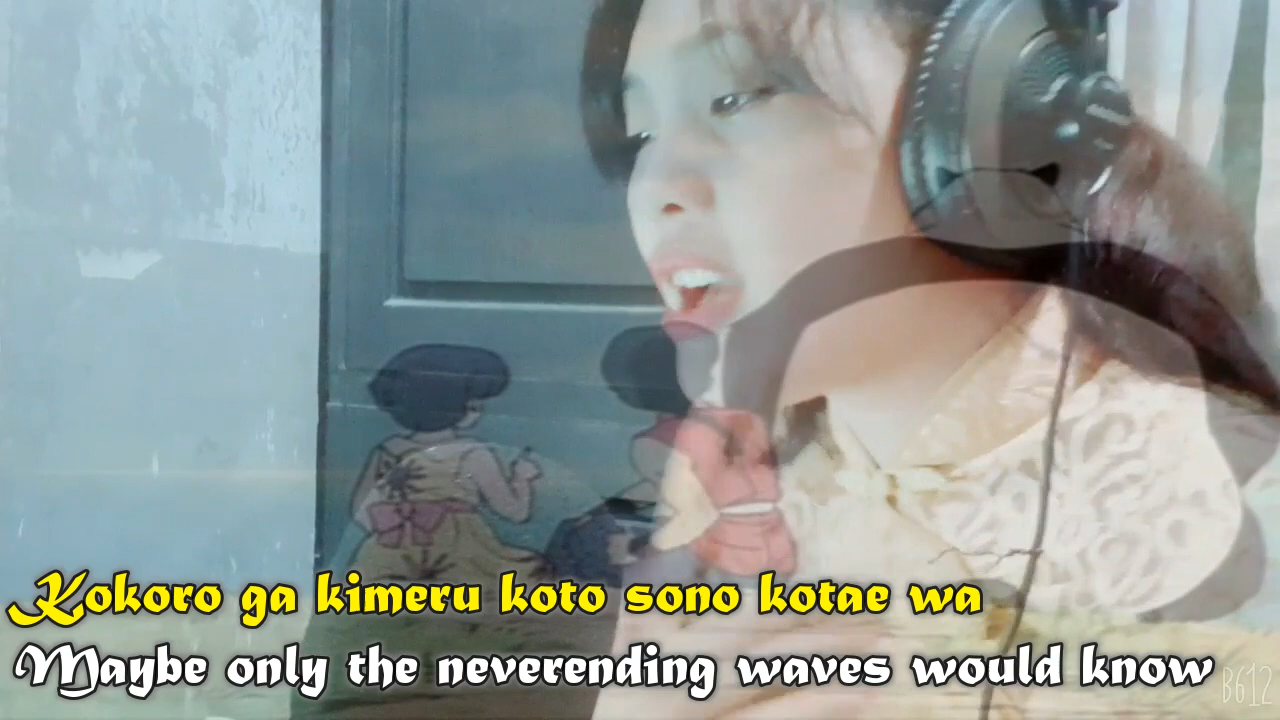 Kokoro ga kimeru koto sono kotae wa
Maybe only the neverending waves would know
B612